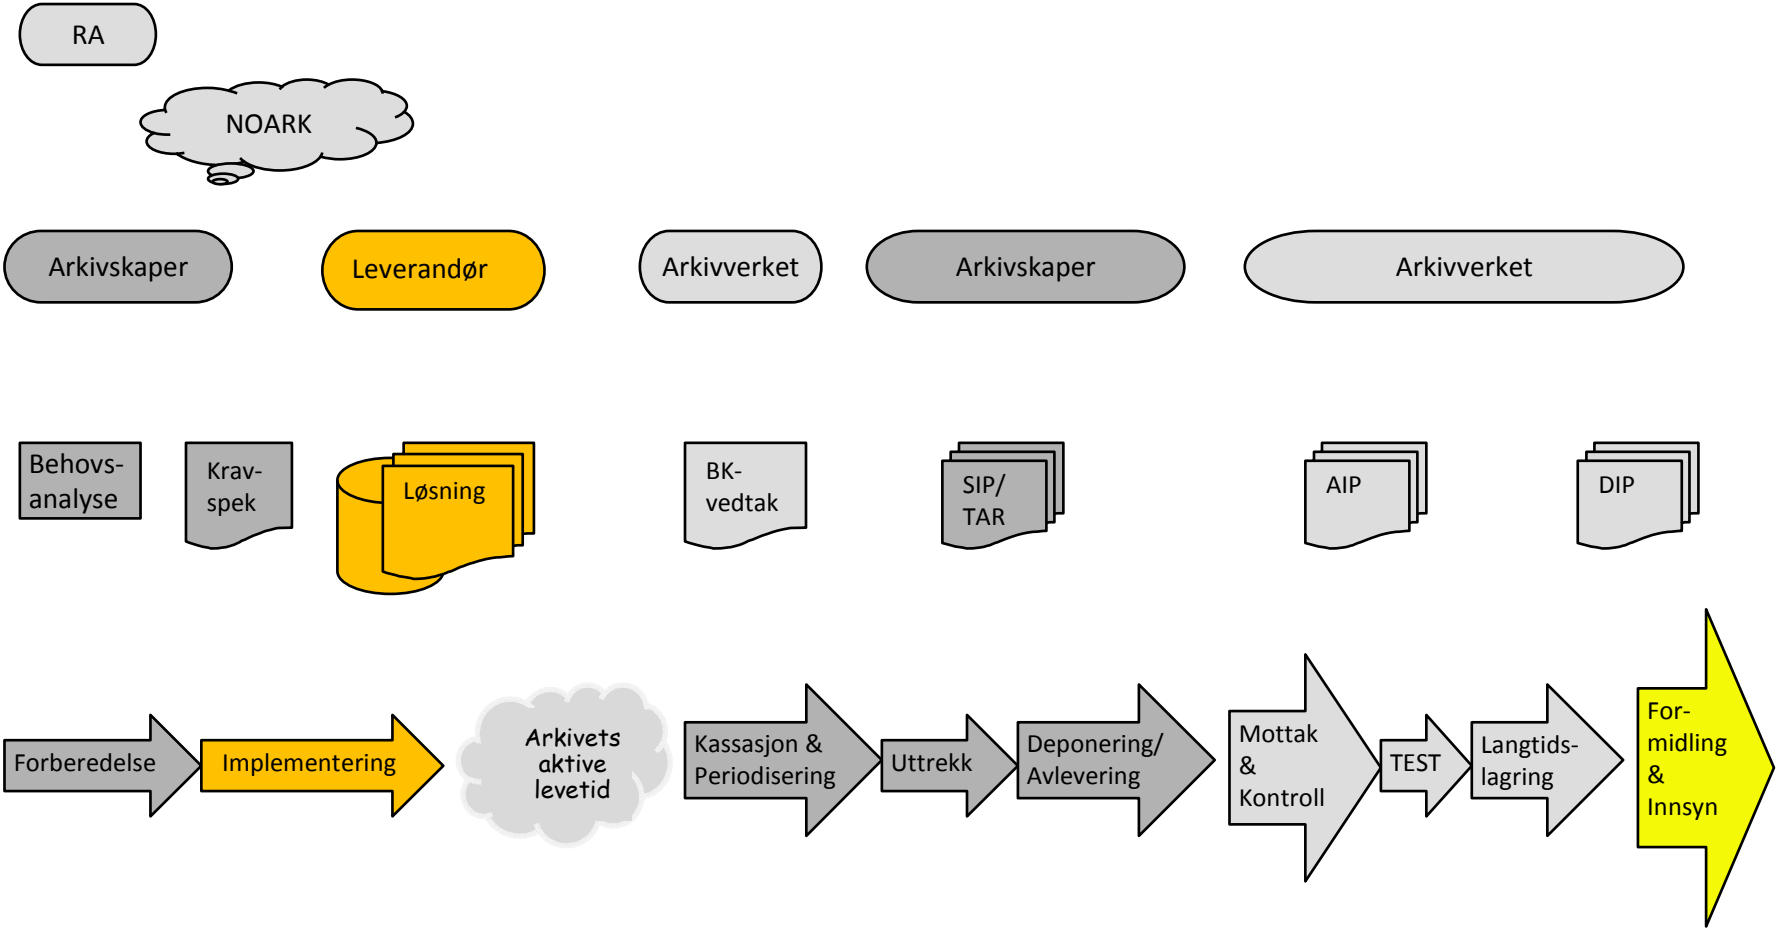 RA
NOARK
Arkivskaper
Leverandør
Arkivverket
Arkivskaper
Arkivverket
Behovs-
analyse
Krav-
spek
Løsning
BK-
vedtak
SIP/
TAR
AIP
DIP
Forberedelse
Implementering
Arkivets
aktive
levetid
Kassasjon &
Periodisering
Uttrekk
Deponering/
Avlevering
Mottak
&
Kontroll
TEST
Langtids-
lagring
For-
midling
&
Innsyn